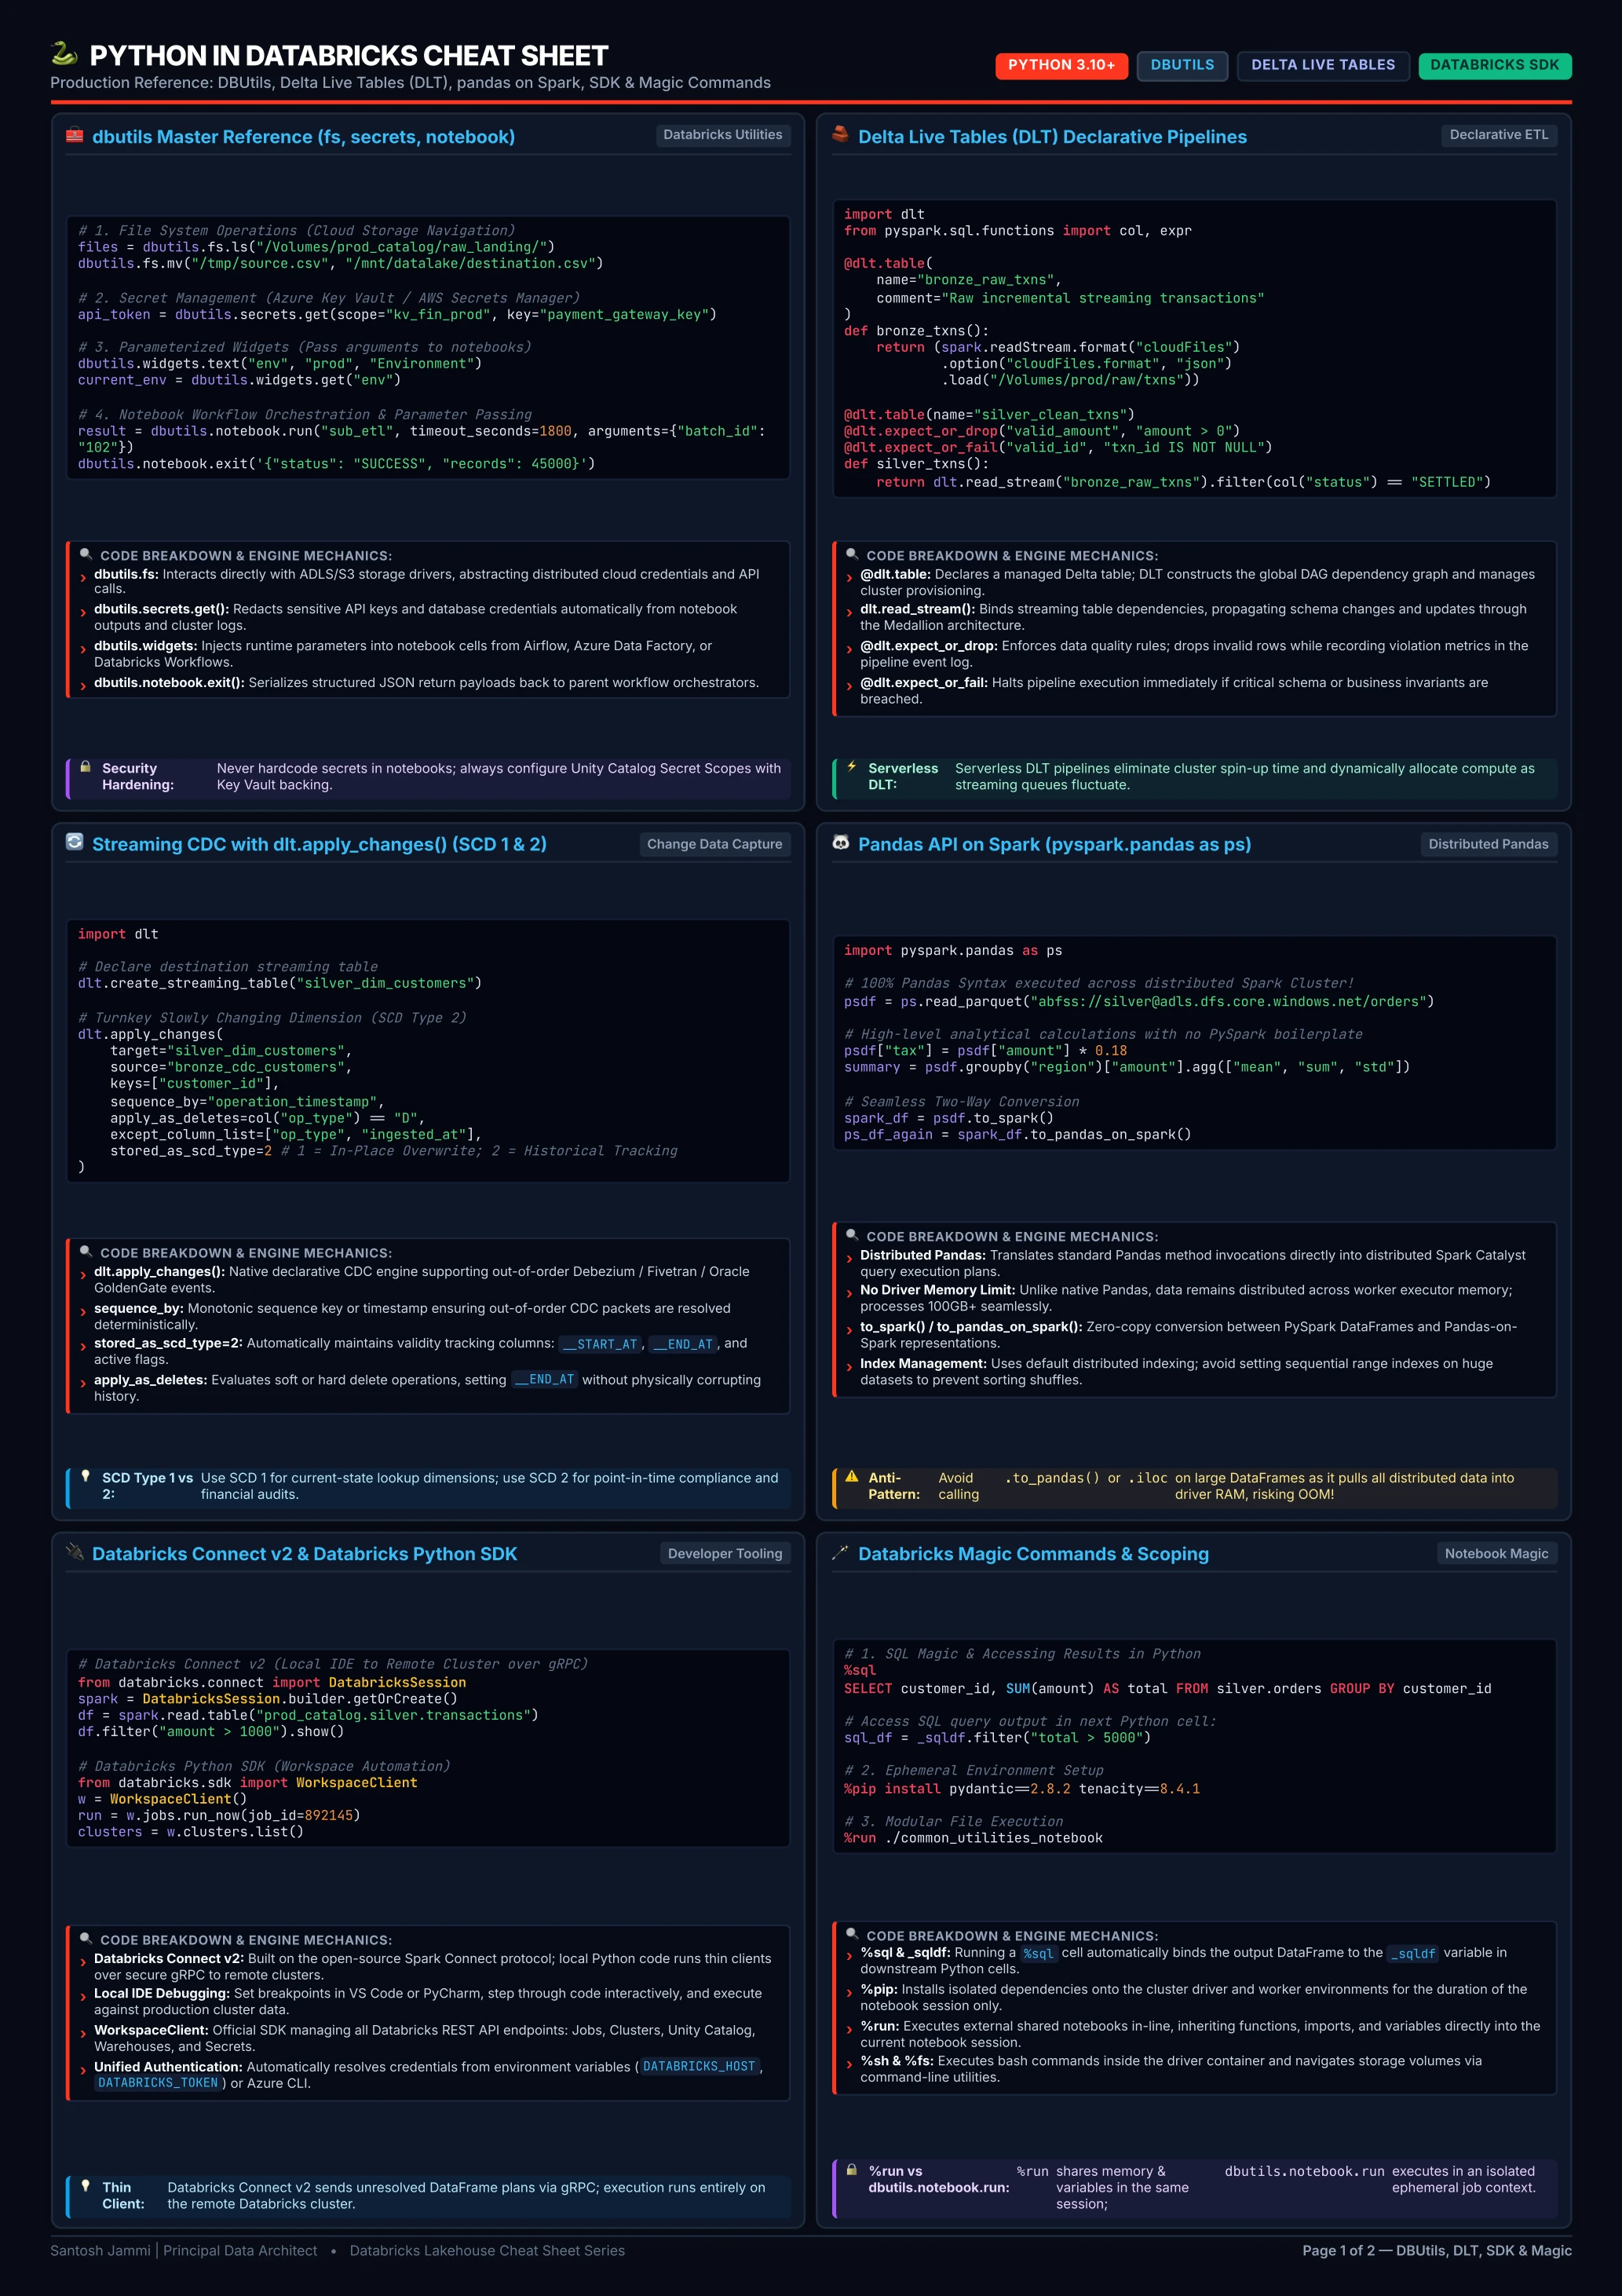 PYTHON IN DATABRICKS CHEAT SHEET
Production Reference: DBUtils, Delta Live Tables (DLT), pandas on Spark, SDK & Magic Commands
PYTHON 3.10+
DBUTILS
DELTA LIVE TABLES
DATABRICKS SDK
dbutils Master Reference (fs, secrets, notebook)
Databricks Utilities
# 1. File System Operations (Cloud Storage Navigation)
files = dbutils.fs.ls("/Volumes/prod_catalog/raw_landing/")
dbutils.fs.mv("/tmp/source.csv", "/mnt/datalake/destination.csv")
# 2. Secret Management (Azure Key Vault / AWS Secrets Manager)
api_token = dbutils.secrets.get(scope="kv_fin_prod", key="payment_gateway_key")
# 3. Parameterized Widgets (Pass arguments to notebooks)
dbutils.widgets.text("env", "prod", "Environment")
current_env = dbutils.widgets.get("env")
# 4. Notebook Workflow Orchestration & Parameter Passing
result = dbutils.notebook.run("sub_etl", timeout_seconds=1800, arguments={"batch_id":
"102"})
dbutils.notebook.exit('{"status": "SUCCESS", "records": 45000}')
CODE BREAKDOWN & ENGINE MECHANICS:
› dbutils.fs: Interacts directly with ADLS/S3 storage drivers, abstracting distributed cloud credentials and API
calls.
› dbutils.secrets.get(): Redacts sensitive API keys and database credentials automatically from notebook
outputs and cluster logs.
› dbutils.widgets: Injects runtime parameters into notebook cells from Airflow, Azure Data Factory, or
Databricks Workflows.
› dbutils.notebook.exit(): Serializes structured JSON return payloads back to parent workflow orchestrators.
Security Never hardcode secrets in notebooks; always configure Unity Catalog Secret Scopes with
Hardening: Key Vault backing.
Delta Live Tables (DLT) Declarative Pipelines
Declarative ETL
import dlt
from pyspark.sql.functions import col, expr
@dlt.table(
name="bronze_raw_txns",
comment="Raw incremental streaming transactions"
)
def bronze_txns():
return (spark.readStream.format("cloudFiles")
.option("cloudFiles.format", "json")
.load("/Volumes/prod/raw/txns"))
@dlt.table(name="silver_clean_txns")
@dlt.expect_or_drop("valid_amount", "amount > 0")
@dlt.expect_or_fail("valid_id", "txn_id IS NOT NULL")
def silver_txns():
return dlt.read_stream("bronze_raw_txns").filter(col("status") == "SETTLED")
CODE BREAKDOWN & ENGINE MECHANICS:
› @dlt.table: Declares a managed Delta table; DLT constructs the global DAG dependency graph and manages
cluster provisioning.
› dlt.read_stream(): Binds streaming table dependencies, propagating schema changes and updates through
the Medallion architecture.
› @dlt.expect_or_drop: Enforces data quality rules; drops invalid rows while recording violation metrics in the
pipeline event log.
› @dlt.expect_or_fail: Halts pipeline execution immediately if critical schema or business invariants are
breached.
Serverless Serverless DLT pipelines eliminate cluster spin-up time and dynamically allocate compute as
DLT: streaming queues fluctuate.
Streaming CDC with dlt.apply_changes() (SCD 1 & 2)
Change Data Capture
import dlt
# Declare destination streaming table
dlt.create_streaming_table("silver_dim_customers")
# Turnkey Slowly Changing Dimension (SCD Type 2)
dlt.apply_changes(
target="silver_dim_customers",
source="bronze_cdc_customers",
keys=["customer_id"],
sequence_by="operation_timestamp",
apply_as_deletes=col("op_type") == "D",
except_column_list=["op_type", "ingested_at"],
stored_as_scd_type=2 # 1 = In-Place Overwrite; 2 = Historical Tracking
)
CODE BREAKDOWN & ENGINE MECHANICS:
› dlt.apply_changes(): Native declarative CDC engine supporting out-of-order Debezium / Fivetran / Oracle
GoldenGate events.
› sequence_by: Monotonic sequence key or timestamp ensuring out-of-order CDC packets are resolved
deterministically.
› stored_as_scd_type=2: Automatically maintains validity tracking columns: __START_AT, __END_AT, and
active flags.
› apply_as_deletes: Evaluates soft or hard delete operations, setting __END_AT without physically corrupting
history.
SCD Type 1 vs Use SCD 1 for current-state lookup dimensions; use SCD 2 for point-in-time compliance and
2: financial audits.
Pandas API on Spark (pyspark.pandas as ps)
Distributed Pandas
import pyspark.pandas as ps
# 100% Pandas Syntax executed across distributed Spark Cluster!
psdf = ps.read_parquet("abfss://silver@adls.dfs.core.windows.net/orders")
# High-level analytical calculations with no PySpark boilerplate
psdf["tax"] = psdf["amount"] * 0.18
summary = psdf.groupby("region")["amount"].agg(["mean", "sum", "std"])
# Seamless Two-Way Conversion
spark_df = psdf.to_spark()
ps_df_again = spark_df.to_pandas_on_spark()
CODE BREAKDOWN & ENGINE MECHANICS:
› Distributed Pandas: Translates standard Pandas method invocations directly into distributed Spark Catalyst
query execution plans.
› No Driver Memory Limit: Unlike native Pandas, data remains distributed across worker executor memory;
processes 100GB+ seamlessly.
› to_spark() / to_pandas_on_spark(): Zero-copy conversion between PySpark DataFrames and Pandas-on-
Spark representations.
› Index Management: Uses default distributed indexing; avoid setting sequential range indexes on huge
datasets to prevent sorting shuffles.
Anti- Avoid .to_pandas() or .iloc on large DataFrames as it pulls all distributed data into
Pattern: calling driver RAM, risking OOM!
Databricks Connect v2 & Databricks Python SDK
Developer Tooling
# Databricks Connect v2 (Local IDE to Remote Cluster over gRPC)
from databricks.connect import DatabricksSession
spark = DatabricksSession.builder.getOrCreate()
df = spark.read.table("prod_catalog.silver.transactions")
df.filter("amount > 1000").show()
# Databricks Python SDK (Workspace Automation)
from databricks.sdk import WorkspaceClient
w = WorkspaceClient()
run = w.jobs.run_now(job_id=892145)
clusters = w.clusters.list()
CODE BREAKDOWN & ENGINE MECHANICS:
› Databricks Connect v2: Built on the open-source Spark Connect protocol; local Python code runs thin clients
over secure gRPC to remote clusters.
› Local IDE Debugging: Set breakpoints in VS Code or PyCharm, step through code interactively, and execute
against production cluster data.
› WorkspaceClient: Official SDK managing all Databricks REST API endpoints: Jobs, Clusters, Unity Catalog,
Warehouses, and Secrets.
› Unified Authentication: Automatically resolves credentials from environment variables (DATABRICKS_HOST,
DATABRICKS_TOKEN) or Azure CLI.
Thin Databricks Connect v2 sends unresolved DataFrame plans via gRPC; execution runs entirely on
Client: the remote Databricks cluster.
Databricks Magic Commands & Scoping
Notebook Magic
# 1. SQL Magic & Accessing Results in Python
%sql
SELECT customer_id, SUM(amount) AS total FROM silver.orders GROUP BY customer_id
# Access SQL query output in next Python cell:
sql_df = _sqldf.filter("total > 5000")
# 2. Ephemeral Environment Setup
%pip install pydantic==2.8.2 tenacity==8.4.1
# 3. Modular File Execution
%run ./common_utilities_notebook
CODE BREAKDOWN & ENGINE MECHANICS:
› %sql & _sqldf: Running a %sql cell automatically binds the output DataFrame to the _sqldf variable in
downstream Python cells.
› %pip: Installs isolated dependencies onto the cluster driver and worker environments for the duration of the
notebook session only.
› %run: Executes external shared notebooks in-line, inheriting functions, imports, and variables directly into the
current notebook session.
› %sh & %fs: Executes bash commands inside the driver container and navigates storage volumes via
command-line utilities.
%run vs %run shares memory & dbutils.notebook.run executes in an isolated
dbutils.notebook.run: variables in the same ephemeral job context.
session;
Santosh Jammi | Principal Data Architect • Databricks Lakehouse Cheat Sheet Series
Page 1 of 2 — DBUtils, DLT, SDK & Magic